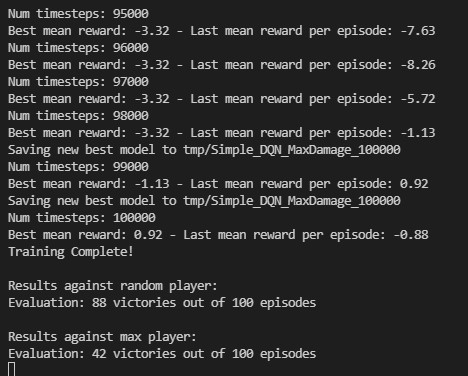 Num timesteps: 95000
Best mean reward: -3.32 - Last mean reward per episode: -7.63
Num timesteps: 96000
Best mean reward: -3.32 - Last mean reward per episode: -8.26
Num timesteps: 97000
Best mean reward: -3.32 - Last mean reward per episode: -5.72
Num timesteps: 98000
Best mean reward: -3.32 - Last mean reward per episode: -1.13
Saving new best model to tmp/Simple_DQN_MaxDamage_100000
Num timesteps: 99000
Best mean reward: -1.13 - Last mean reward per episode: 0.92
Saving new best model to tmp/Simple_DQN_MaxDamage_100000
Num timesteps: 100000
Best mean reward: 0.92 - Last mean reward per episode: -0.88
Training Complete!
Results against random player:
Evaluation: 88 victories out of 100 episodes
Results against max player:
Evaluation: 42 victories out of 100 episodes